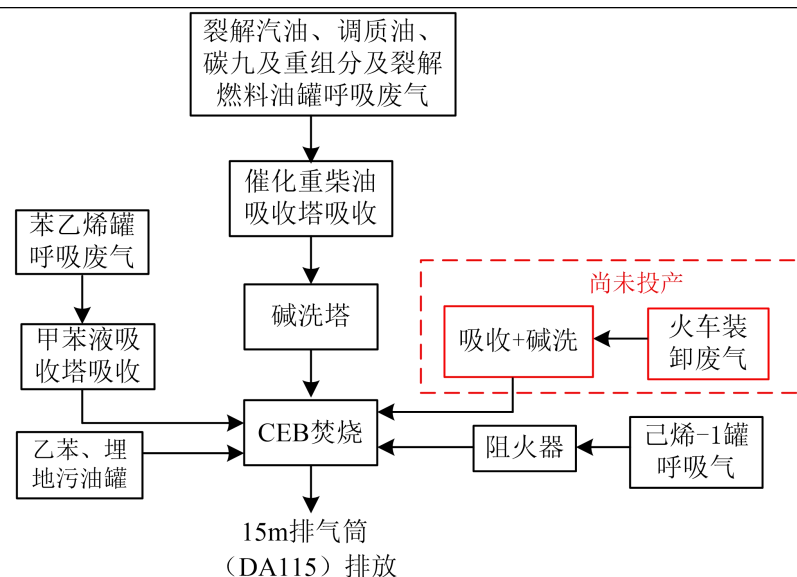 裂解汽油、调质油、
碳九及重组分及裂解
燃料油罐呼吸废气
催化重柴油
吸收塔吸收
苯乙烯罐
呼吸废气
碱洗塔
尚未投产
甲苯液吸
收塔吸收
吸收+碱洗
火车装
卸废气
CEB焚烧
乙苯、埋
地污油罐
阻火器
己烯-1罐
呼吸气
15m排气筒
（DA115）排放